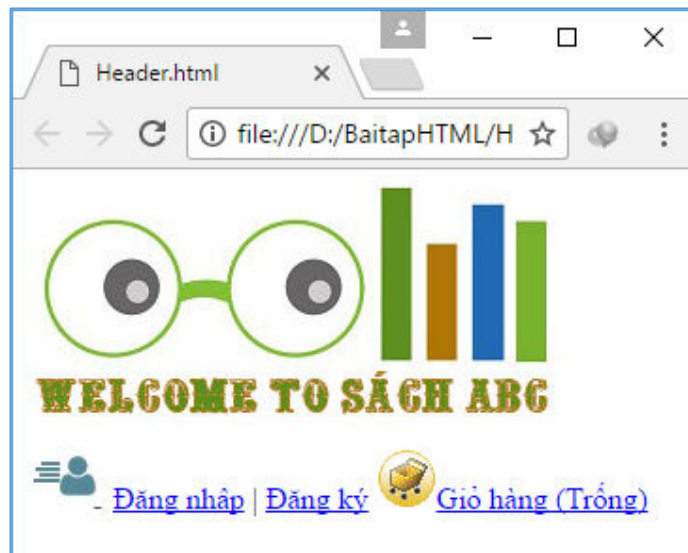 Header.html
file:///D:/BaitapHTML/H
WELCOME TO SÁCH ABC
Đăng nhập | Đăng ký Giỏ hàng (Trống)